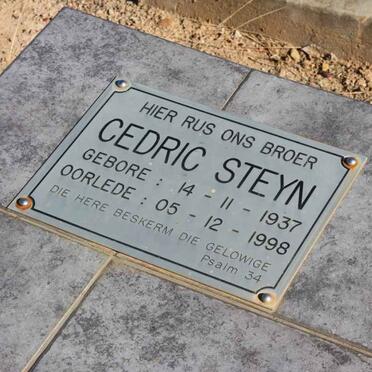 HIER RUS ONS BROER
CEDRIC STEYN
GEBORE : 14 - 11 - 1937
OORLEDE : 05 - 12 - 1998
DIE HERE BESKERM DIE GELOWIGE
Psalm 34